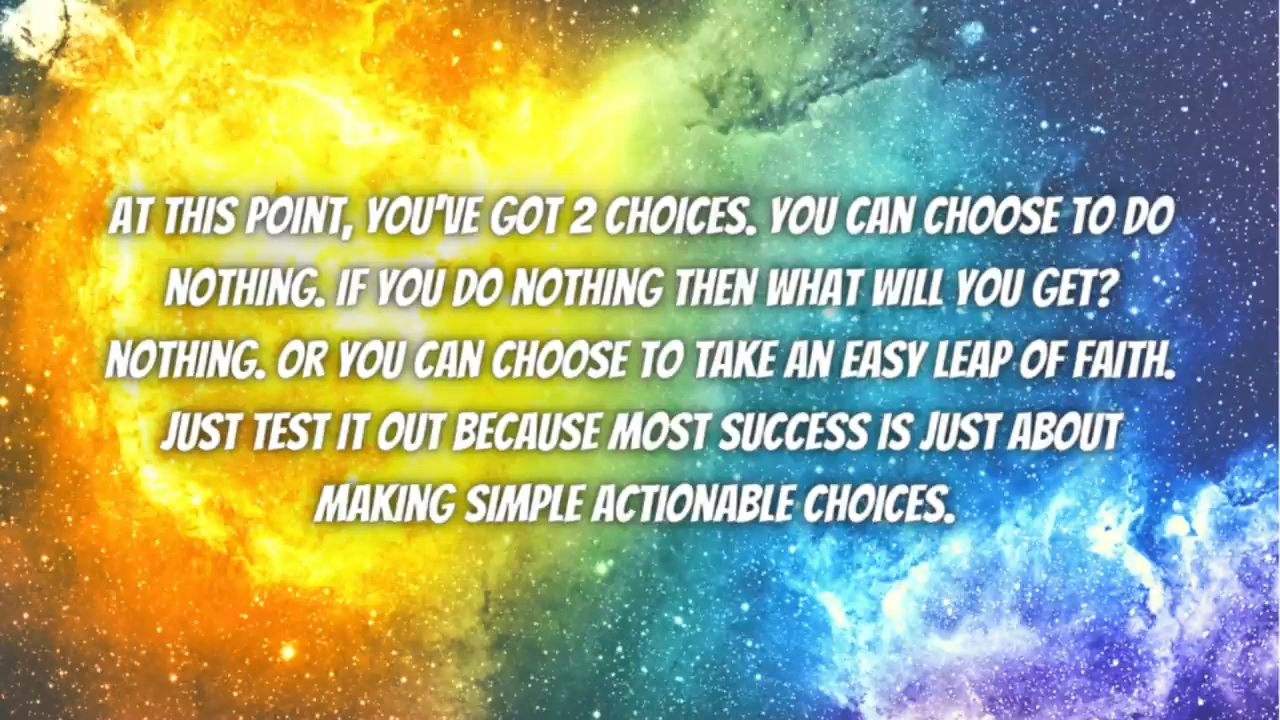 AT THIS POINT, YOU'VE GOT 2 CHOICES. YOU CAN CHOOSE TO DO
NOTHING. IF YOU DO NOTHING THEN WHAT WILL YOU GET?
NOTHING. OR YOU CAN CHOOSE TO TAKE AN EASY LEAP OF FAITH.
JUST TEST IT OUT BECAUSE MOST SUCCESS IS JUST ABOUT
MAKING SIMPLE ACTIONABLE CHOICES.